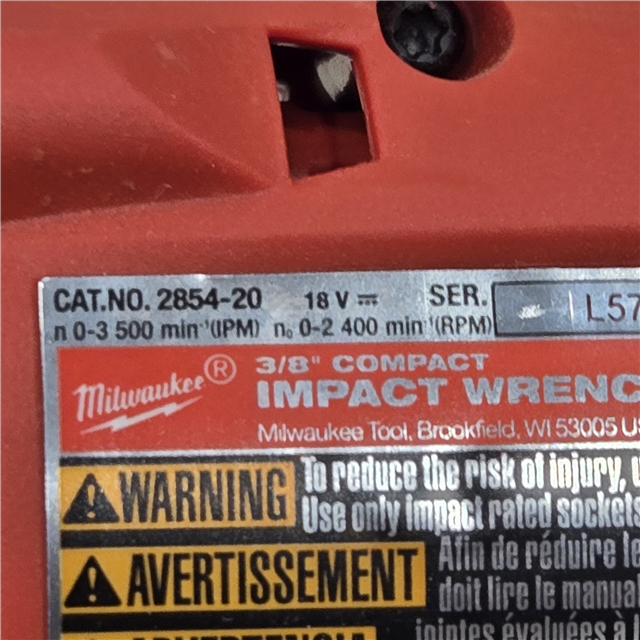 CAT.NO. 2854-20 18 V ⎓ SER. L57
n 0-3 500 min⁻¹(IPM) n₀ 0-2 400 min⁻¹(RPM)
3/8" COMPACT
Milwaukee® IMPACT WRENC
Milwaukee Tool, Brookfield, WI 53005 U
WARNING To reduce the risk of injury, u
Use only impact rated sockets
AVERTISSEMENT Afin de réduire le
doit lire le manua
jointes évaluées à l
ADVERTENCIA